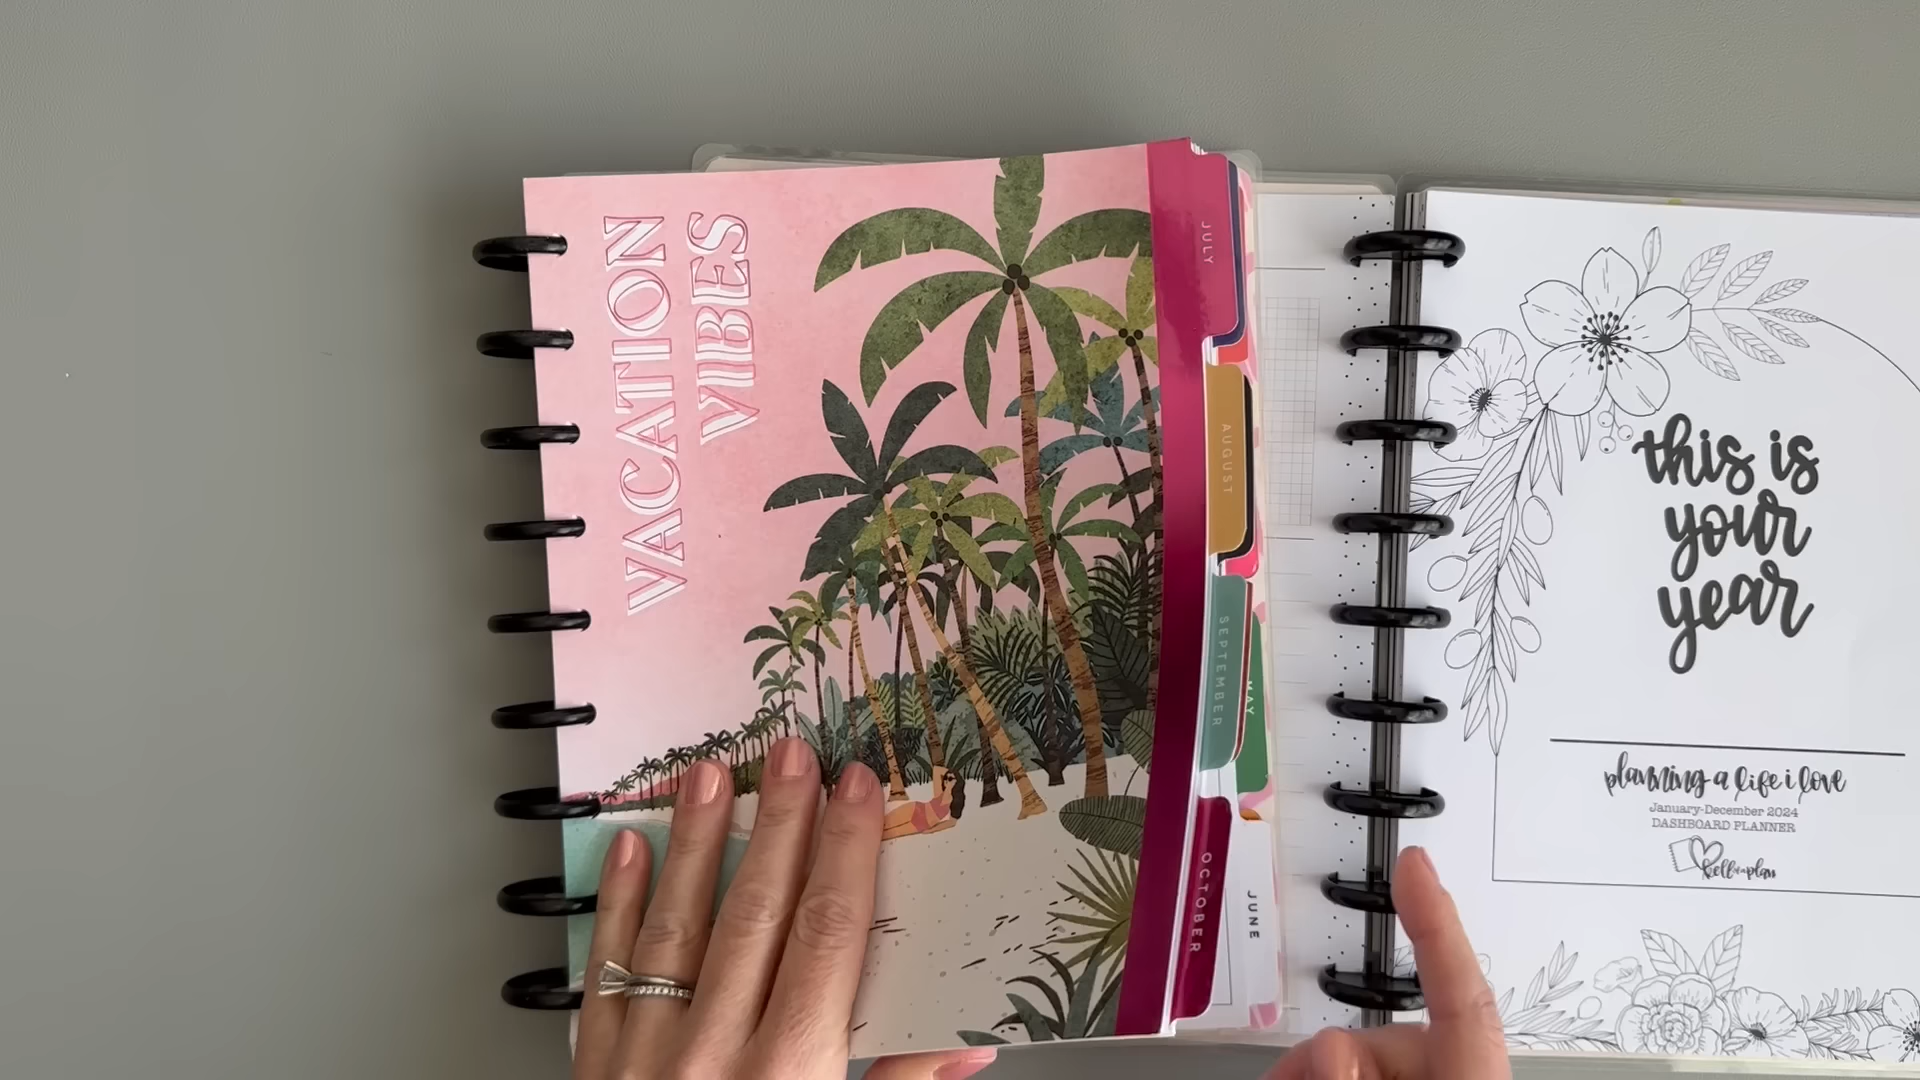 VACATION
VIBES
JULY
AUGUST
SEPTEMBER
MAY
OCTOBER
JUNE
this is
your
year
planning a life i love
January-December 2024
DASHBOARD PLANNER
kellofaplan